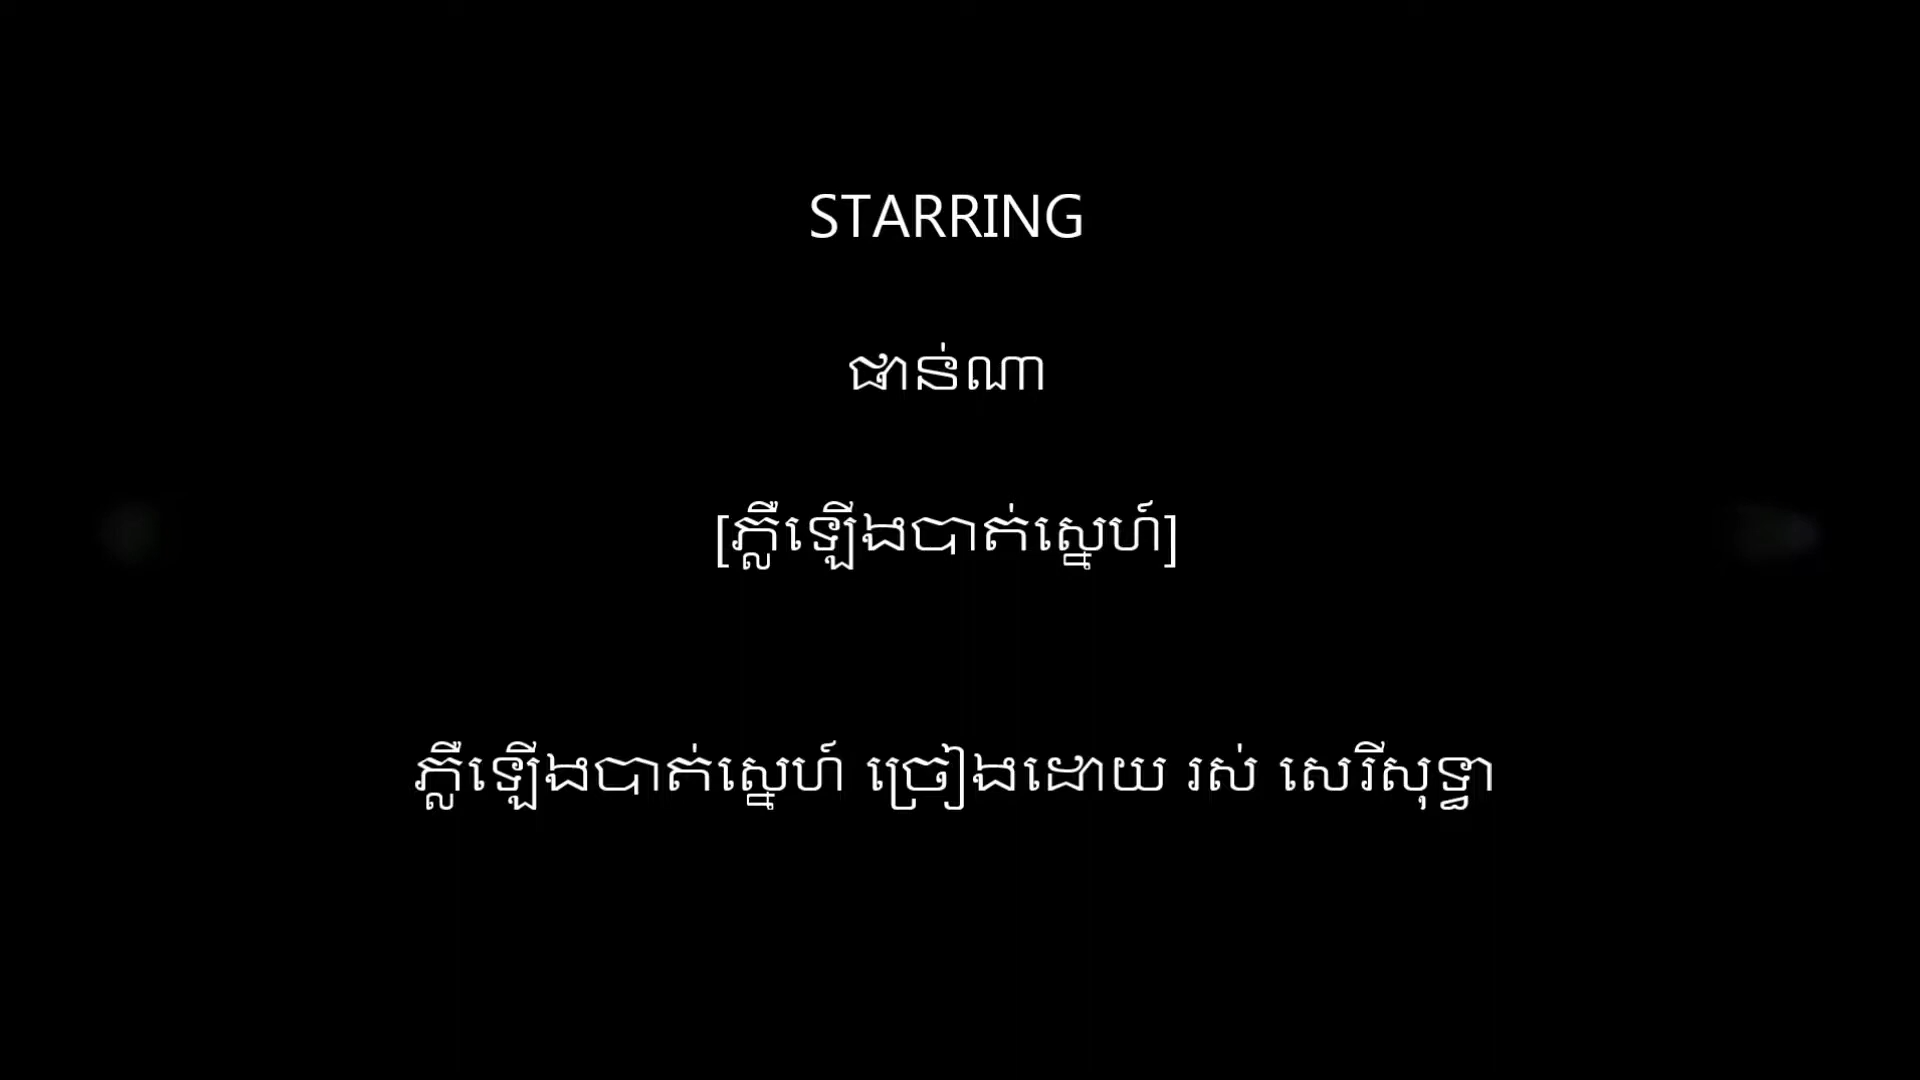 STARRING
ផាន់ណា
[ភ្លឺឡើងបាត់ស្នេហ៍]
ភ្លឺឡើងបាត់ស្នេហ៍ ច្រៀងដោយ រស់ សេរីសុទ្ធា